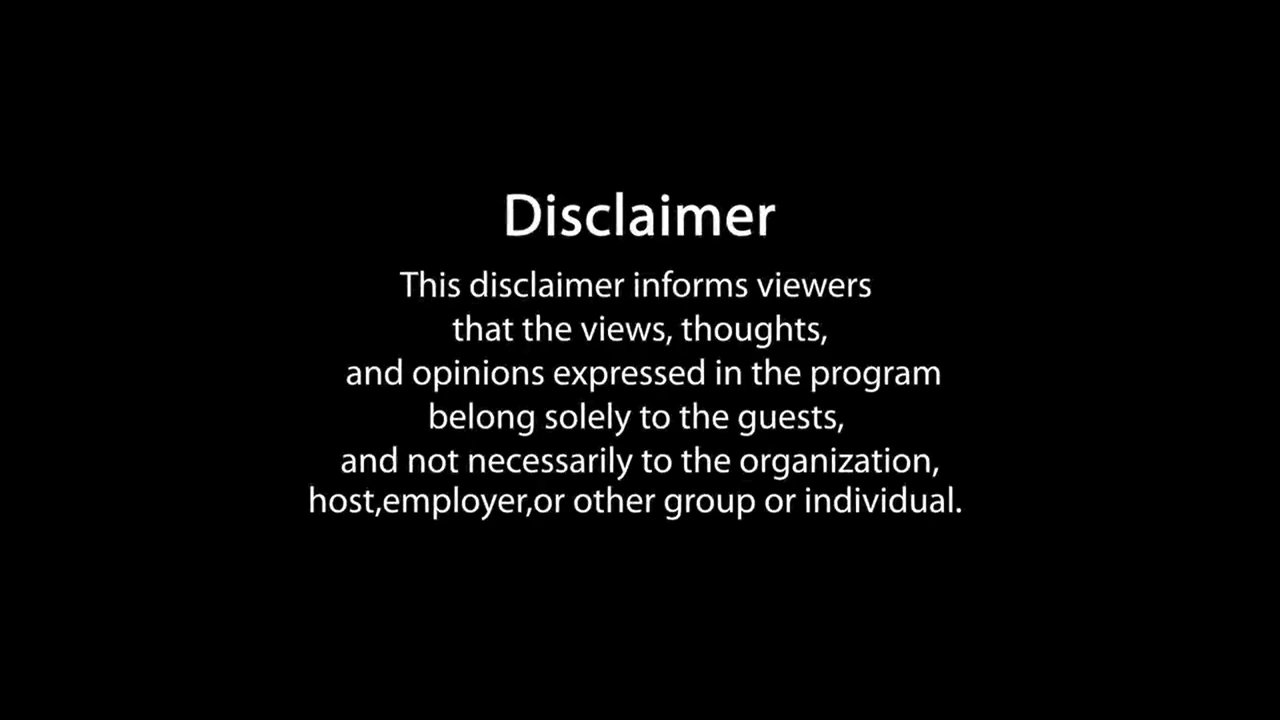 Disclaimer
This disclaimer informs viewers
that the views, thoughts,
and opinions expressed in the program
belong solely to the guests,
and not necessarily to the organization,
host,employer,or other group or individual.